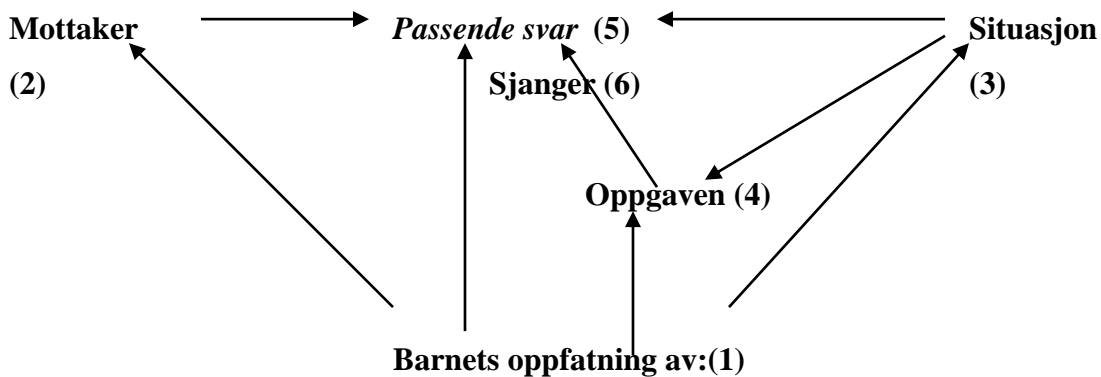 Mottaker Passende svar (5) Situasjon
(2) Sjanger (6) (3)
Oppgaven (4)
Barnets oppfatning av:(1)